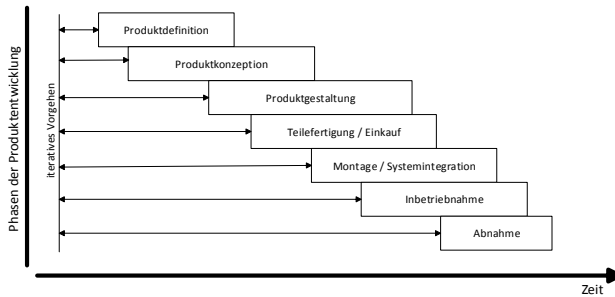 Phasen der Produktentwicklung
iteratives Vorgehen
Produktdefinition
Produktkonzeption
Produktgestaltung
Teilefertigung / Einkauf
Montage / Systemintegration
Inbetriebnahme
Abnahme
Zeit